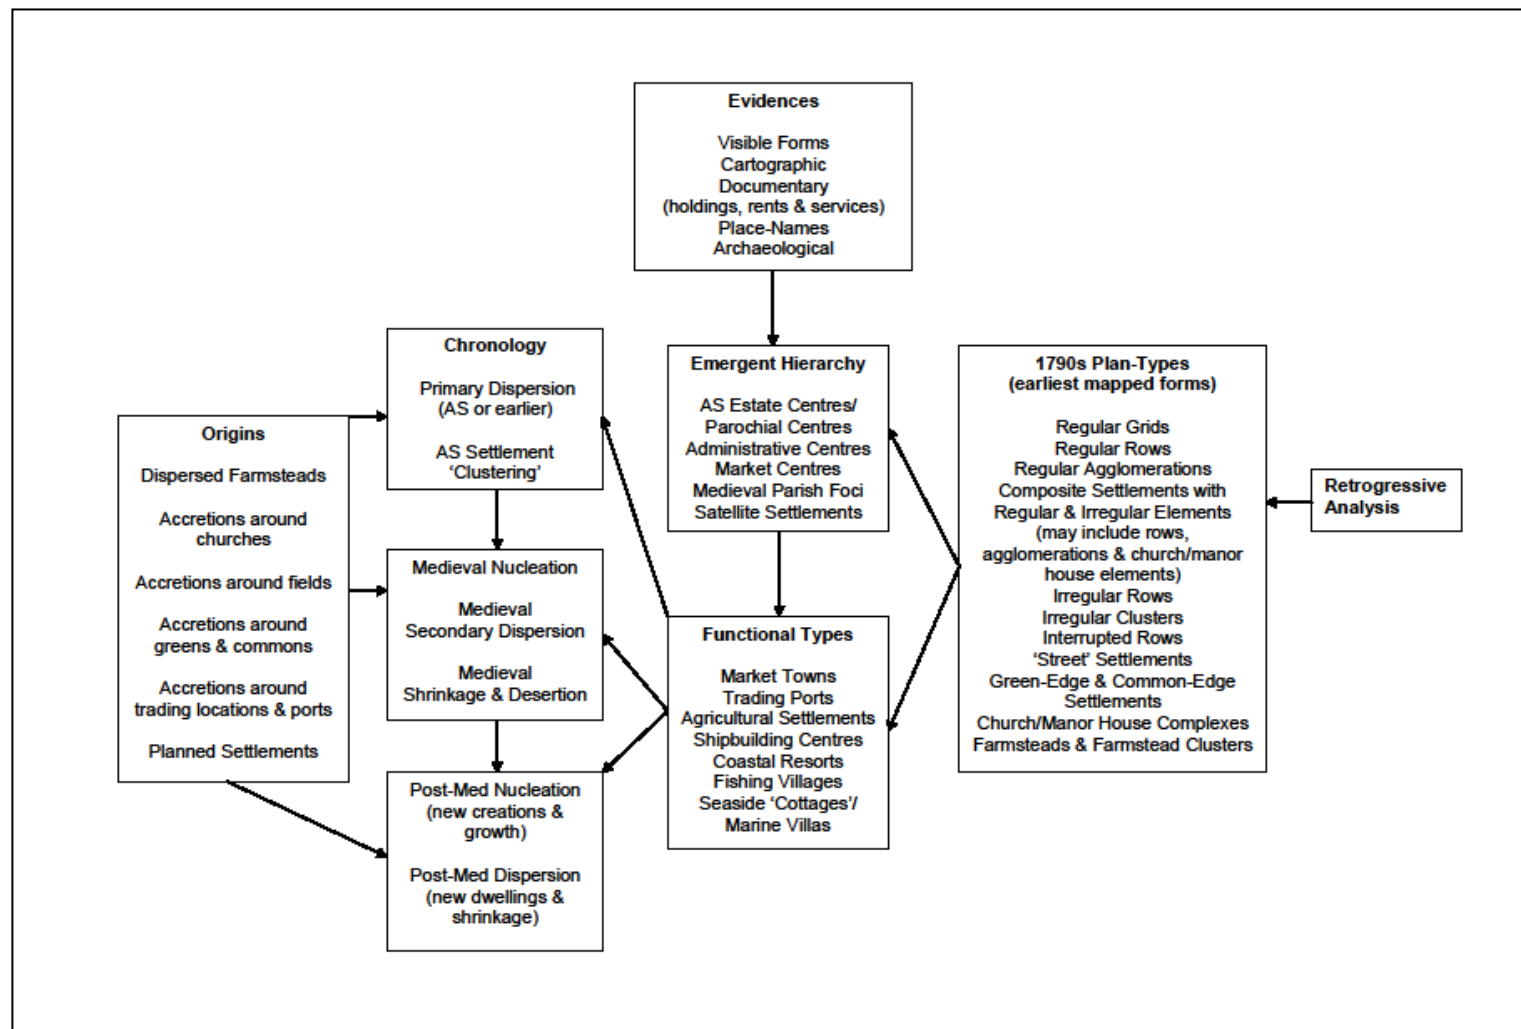 Evidences
Visible Forms
Cartographic
Documentary
(holdings, rents & services)
Place-Names
Archaeological
Chronology
Primary Dispersion
(AS or earlier)
AS Settlement
‘Clustering’
Emergent Hierarchy
AS Estate Centres/
Parochial Centres
Administrative Centres
Market Centres
Medieval Parish Foci
Satellite Settlements
1790s Plan-Types
(earliest mapped forms)
Regular Grids
Regular Rows
Regular Agglomerations
Composite Settlements with
Regular & Irregular Elements
(may include rows,
agglomerations & church/manor
house elements)
Irregular Rows
Irregular Clusters
Interrupted Rows
‘Street’ Settlements
Green-Edge & Common-Edge
Settlements
Church/Manor House Complexes
Farmsteads & Farmstead Clusters
Retrogressive
Analysis
Origins
Dispersed Farmsteads
Accretions around
churches
Accretions around fields
Accretions around
greens & commons
Accretions around
trading locations & ports
Planned Settlements
Medieval Nucleation
Medieval
Secondary Dispersion
Medieval
Shrinkage & Desertion
Functional Types
Market Towns
Trading Ports
Agricultural Settlements
Shipbuilding Centres
Coastal Resorts
Fishing Villages
Seaside ‘Cottages’/
Marine Villas
Post-Med Nucleation
(new creations &
growth)
Post-Med Dispersion
(new dwellings &
shrinkage)